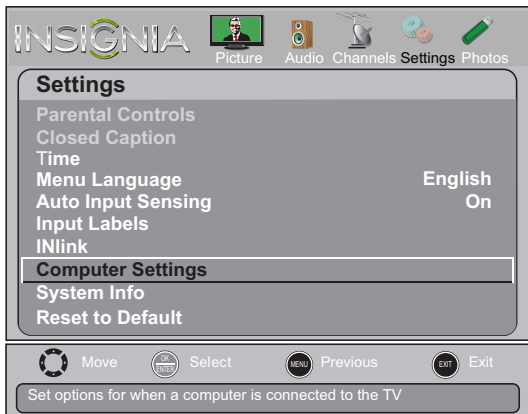 INSIGNIA
Picture Audio Channels Settings Photos
Settings
Parental Controls
Closed Caption
Time
Menu Language English
Auto Input Sensing On
Input Labels
INlink
Computer Settings
System Info
Reset to Default
Move OK ENTER Select MENU Previous EXIT Exit
Set options for when a computer is connected to the TV